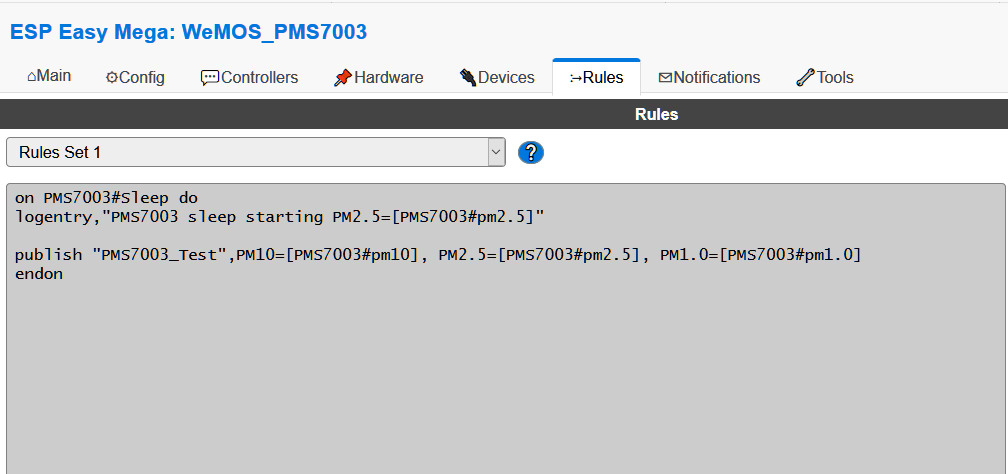 ESP Easy Mega: WeMOS_PMS7003
Main Config Controllers Hardware Devices Rules Notifications Tools
Rules
Rules Set 1 ?
on PMS7003#Sleep do
logentry,"PMS7003 sleep starting PM2.5=[PMS7003#pm2.5]"
publish "PMS7003_Test",PM10=[PMS7003#pm10], PM2.5=[PMS7003#pm2.5], PM1.0=[PMS7003#pm1.0]
endon